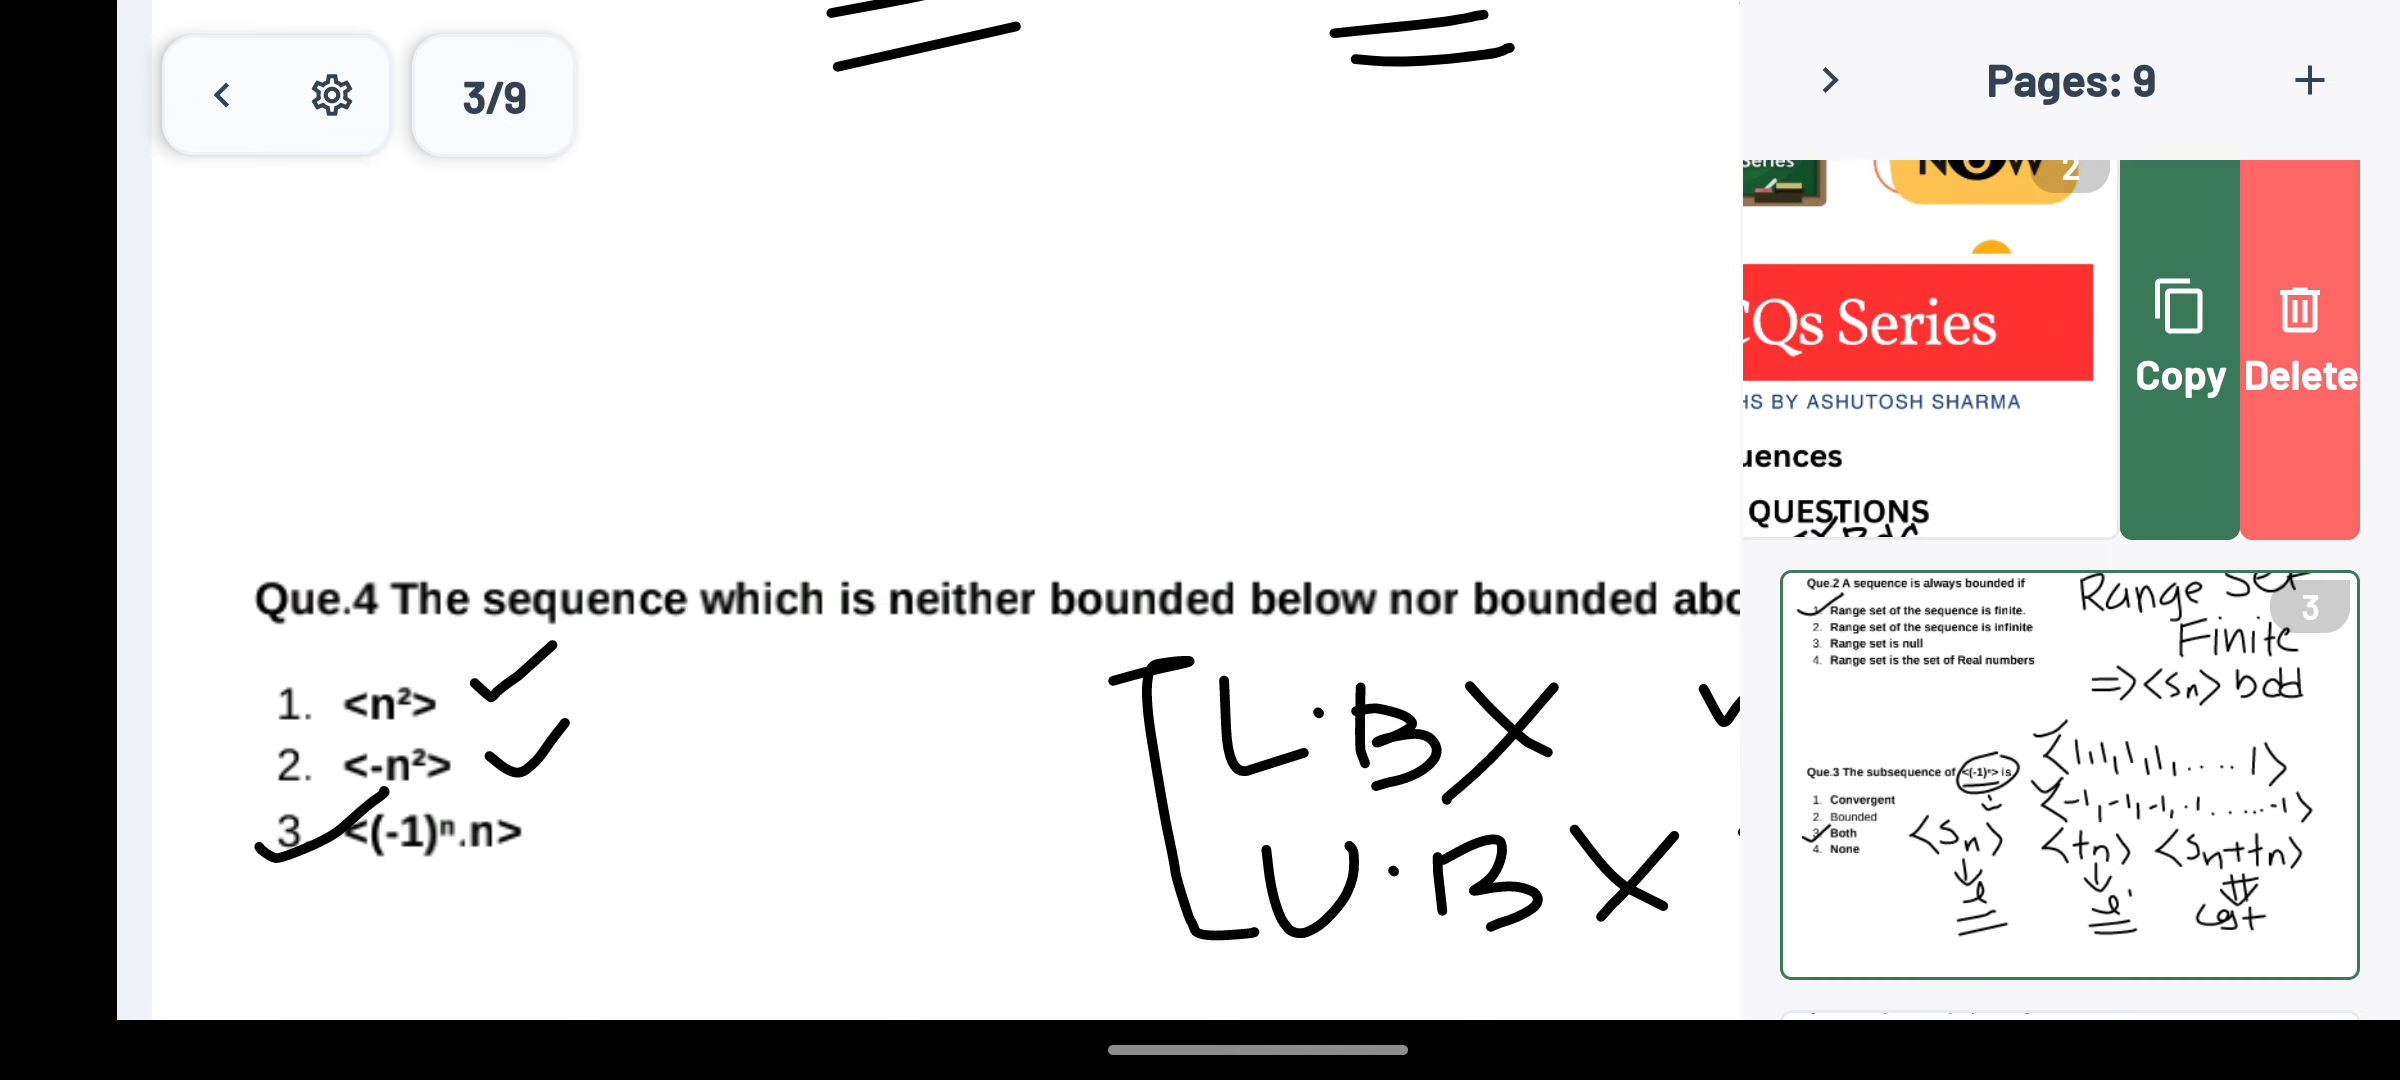 3/9
Pages: 9
Series
NOW
2
CQs Series
HS BY ASHUTOSH SHARMA
uences
QUESTIONS
Copy
Delete
Que.4 The sequence which is neither bounded below nor bounded abo
1. <n²>
2. <-n²>
3. <(-1)ⁿ.n>
L.B X
U.B X
3
Que.2 A sequence is always bounded if
1. Range set of the sequence is finite.
2. Range set of the sequence is infinite
3. Range set is null
4. Range set is the set of Real numbers
Range Set
Finite
=> <sn> bdd
Que.3 The subsequence of <(-1)ⁿ> is
1. Convergent
2. Bounded
3. Both
4. None
<1,1,1,1,....1>
<-1,-1,-1,-1.....-1>
<sn> <tn> <sn+tn>
l l' cgt